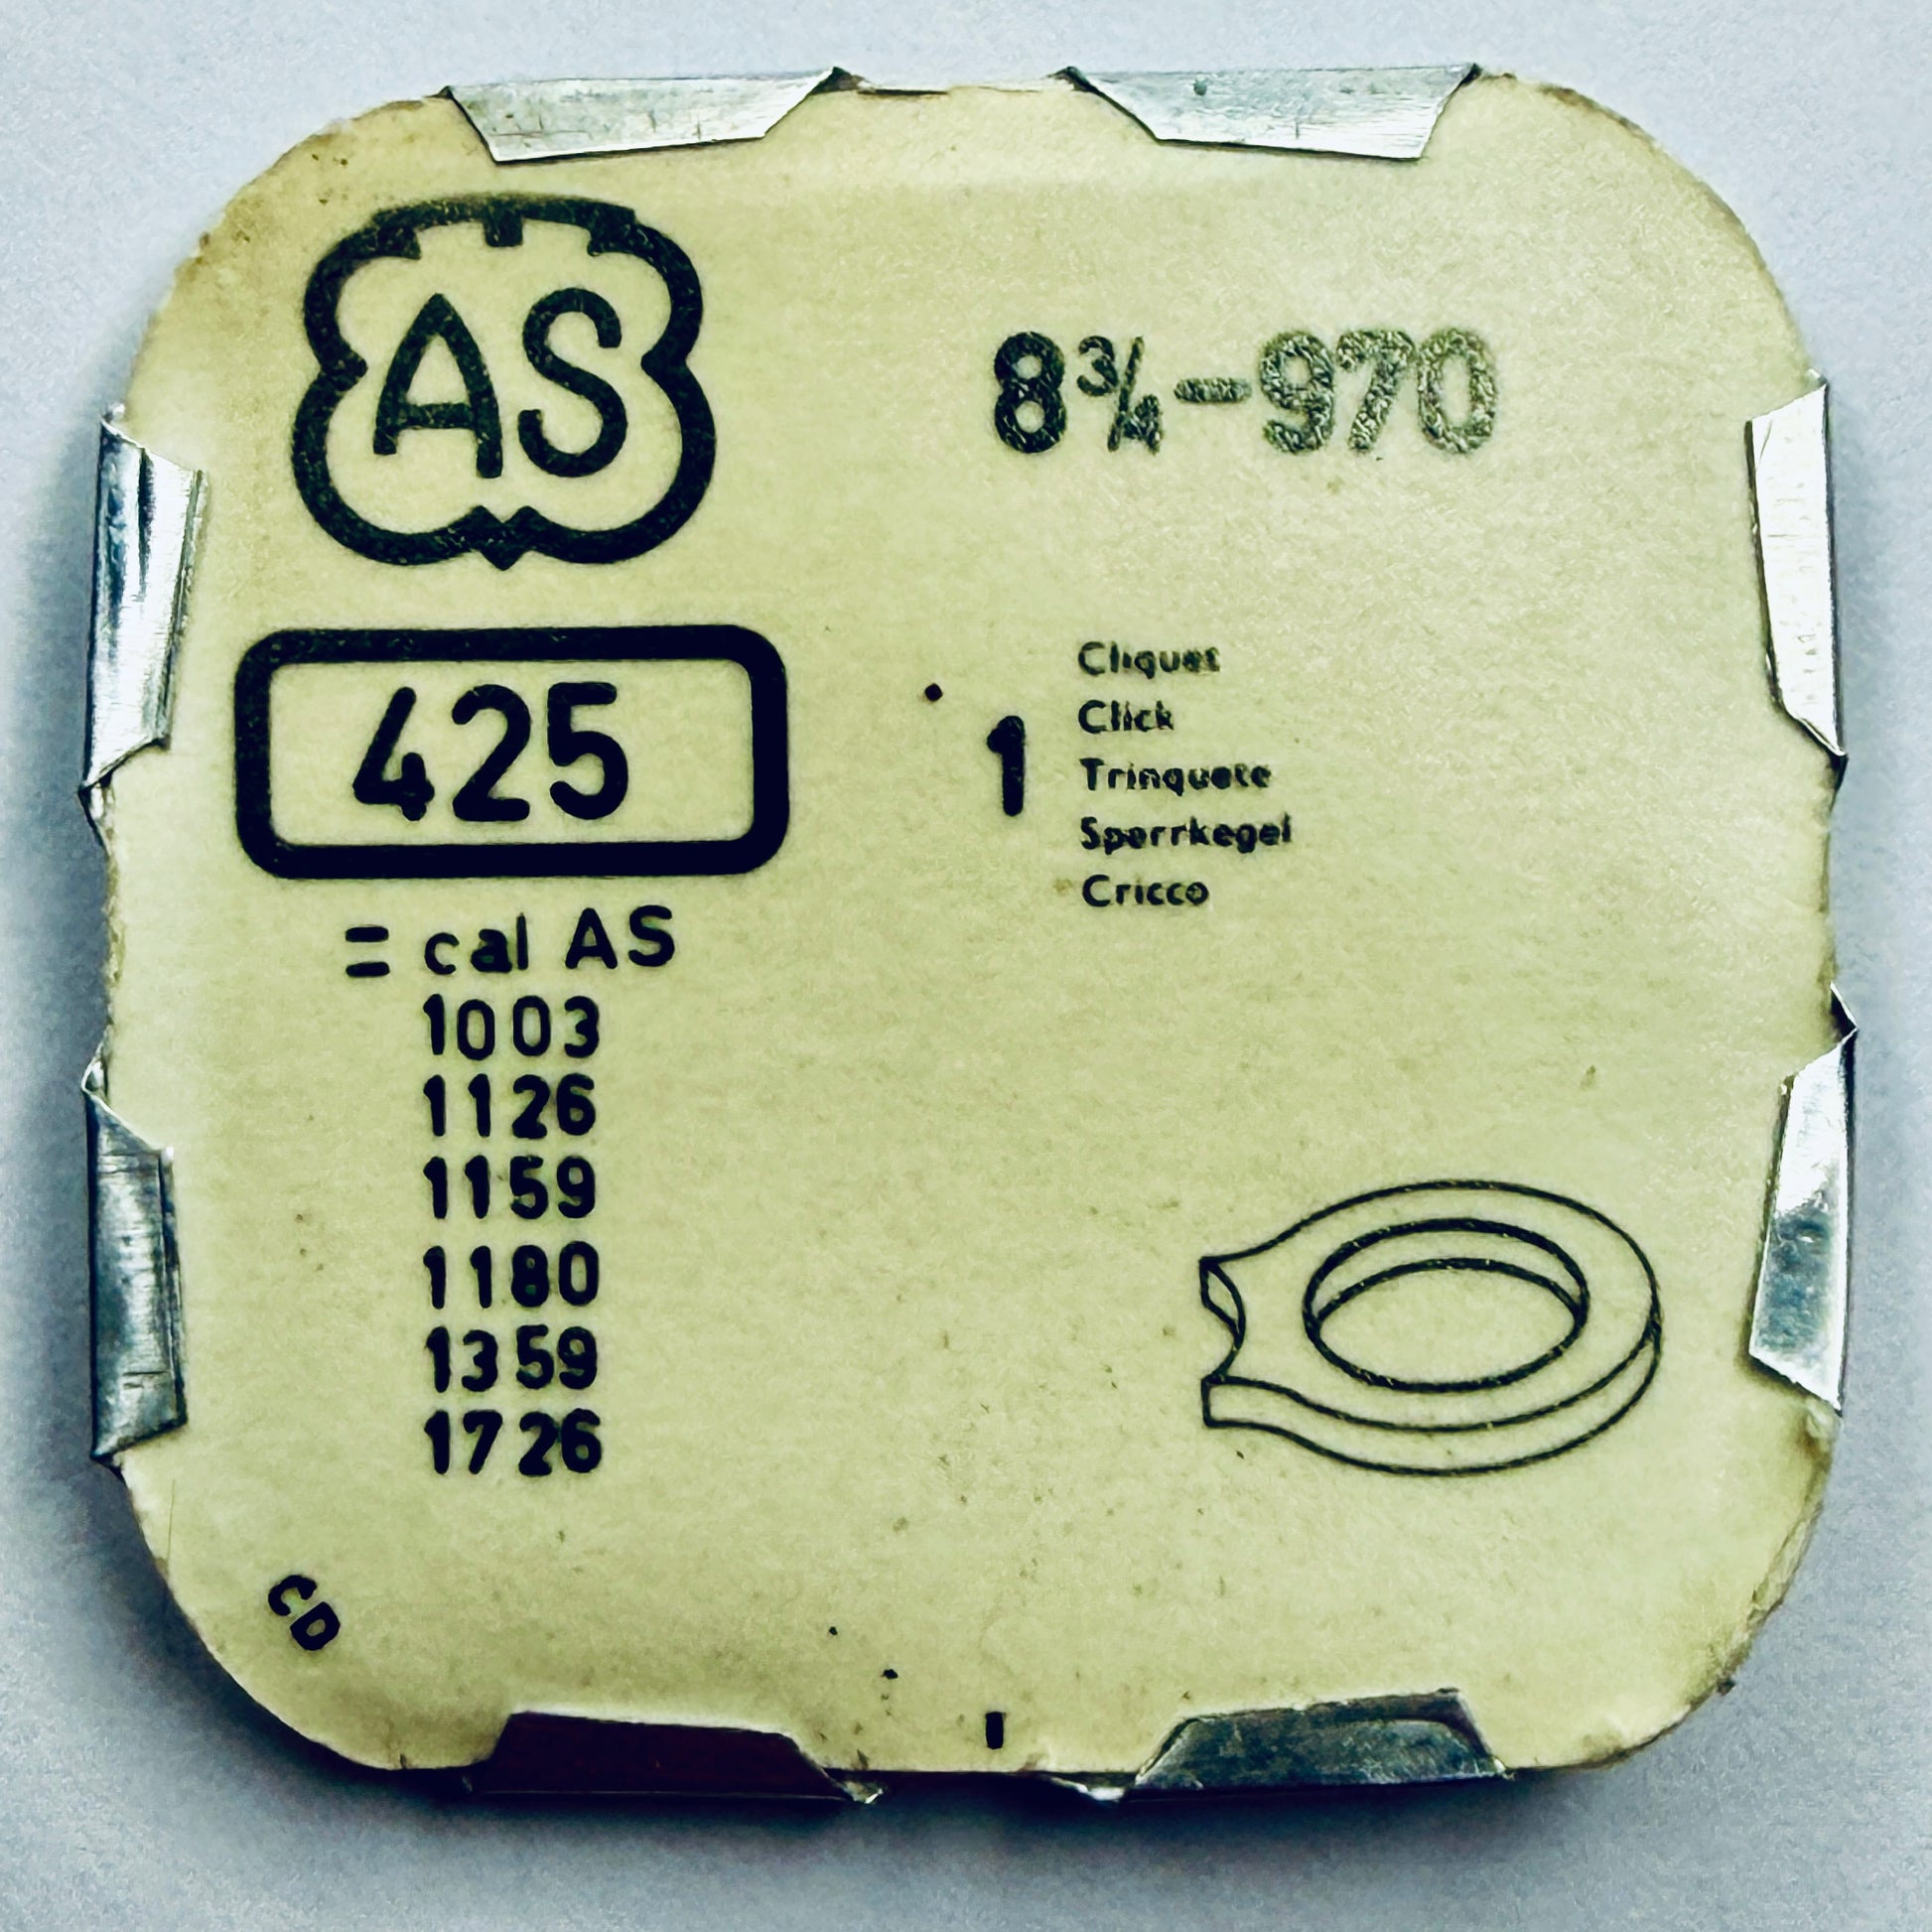 AS
8¾-970
425
1
Cliquet
Click
Trinquete
Sperrkegel
Cricco
= cal AS
1003
1126
1159
1180
1359
1726
CD